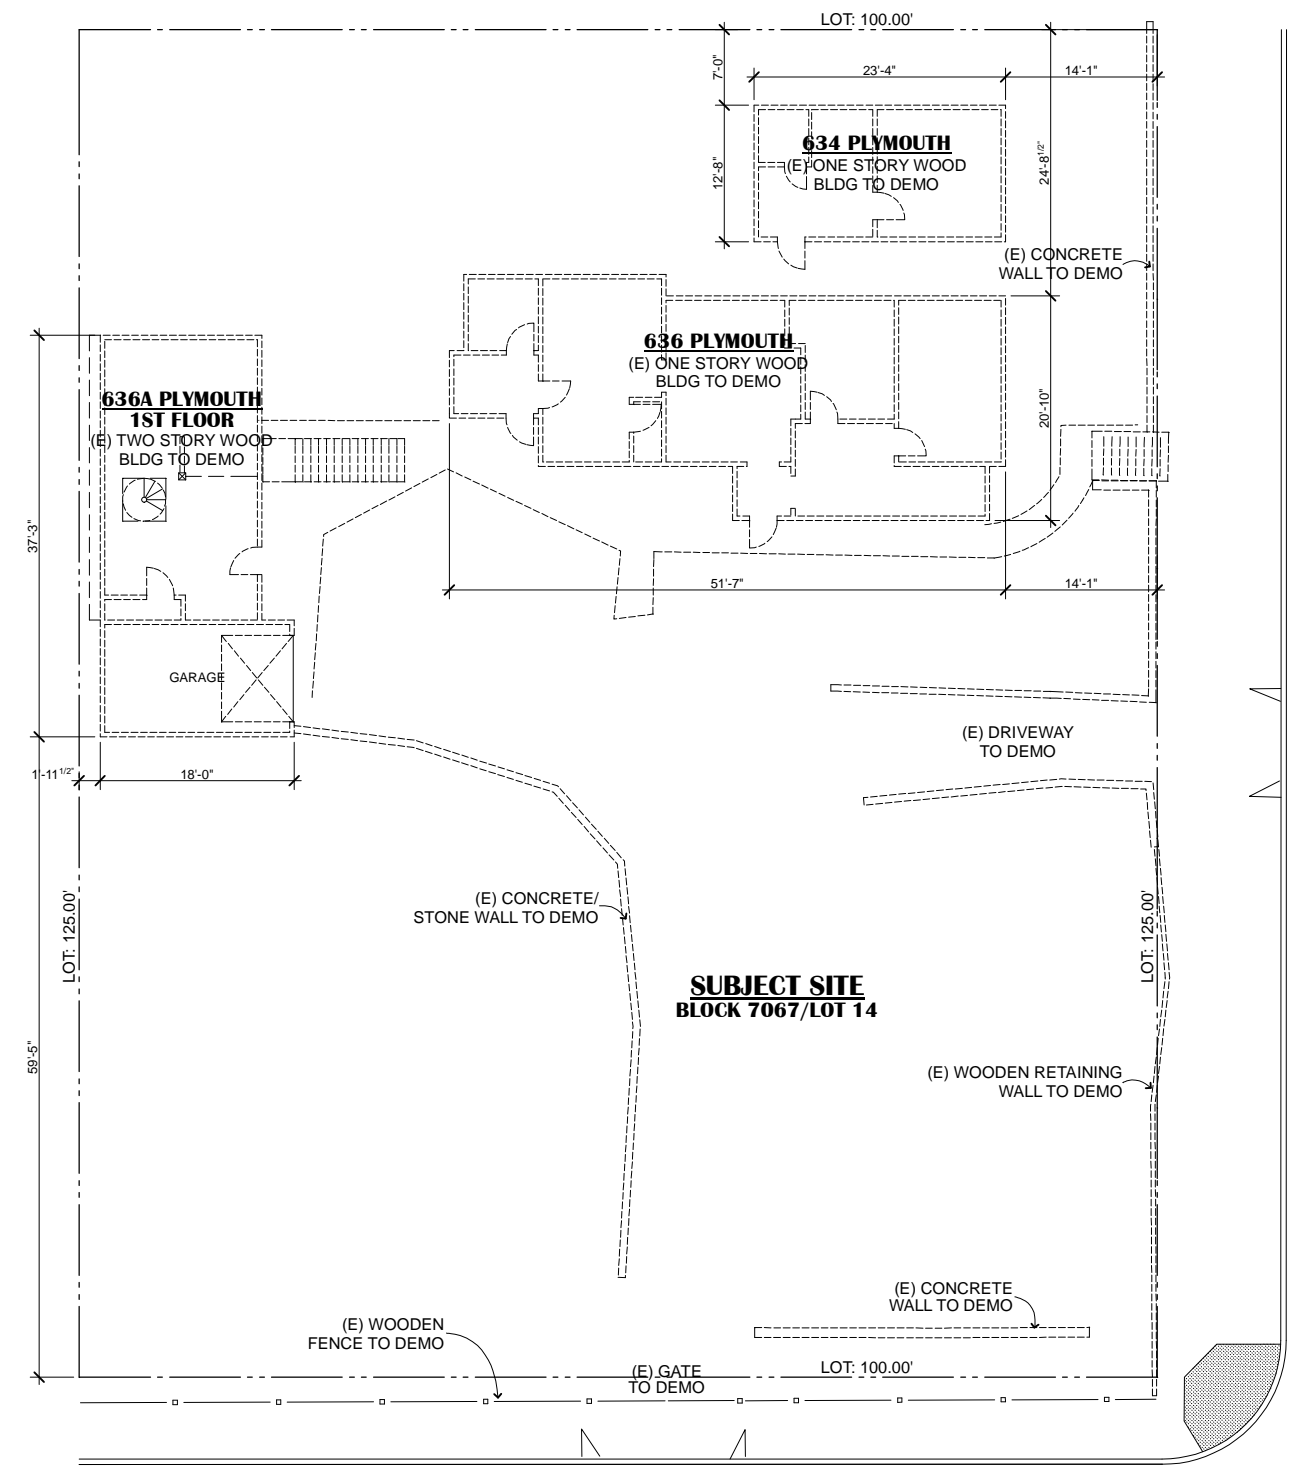 LOT: 100.00'
7'-0"
23'-4"
14'-1"
634 PLYMOUTH
(E) ONE STORY WOOD
BLDG TO DEMO
12'-8"
24'-8 1/2"
(E) CONCRETE
WALL TO DEMO
636 PLYMOUTH
(E) ONE STORY WOOD
BLDG TO DEMO
636A PLYMOUTH
1ST FLOOR
(E) TWO STORY WOOD
BLDG TO DEMO
20'-10"
37'-3"
51'-7"
14'-1"
GARAGE
(E) DRIVEWAY
TO DEMO
1'-11 1/2"
18'-0"
(E) CONCRETE/
STONE WALL TO DEMO
LOT: 125.00'
LOT: 125.00'
SUBJECT SITE
BLOCK 7067/LOT 14
59'-5"
(E) WOODEN RETAINING
WALL TO DEMO
(E) CONCRETE
WALL TO DEMO
(E) WOODEN
FENCE TO DEMO
(E) GATE
TO DEMO
LOT: 100.00'